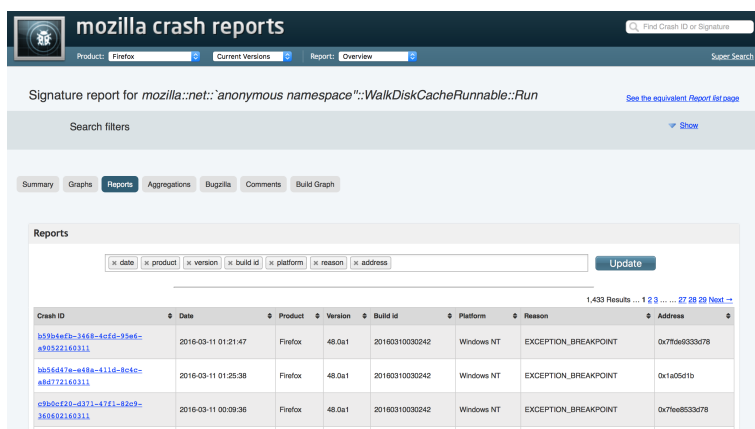 mozilla crash reports
Find Crash ID or Signature
Product: Firefox Current Versions Report: Overview
Super Search
Signature report for mozilla::net::`anonymous namespace''::WalkDiskCacheRunnable::Run
See the equivalent Report list page
Search filters
Show
Summary Graphs Reports Aggregations Bugzilla Comments Build Graph
Reports
× date × product × version × build id × platform × reason × address
Update
1,433 Results ... 1 2 3 ... ... 27 28 29 Next →
Crash ID Date Product Version Build id Platform Reason Address
b59b4efb-3468-4cfd-95e6-
a90522160311
2016-03-11 01:21:47 Firefox 48.0a1 20160310030242 Windows NT EXCEPTION_BREAKPOINT 0x7ffde9333d78
bb56d47e-e48a-411d-8c4c-
a8d772160311
2016-03-11 01:25:38 Firefox 48.0a1 20160310030242 Windows NT EXCEPTION_BREAKPOINT 0x1a05d1b
c9b0cf20-d371-47f1-82c9-
360602160311
2016-03-11 00:09:36 Firefox 48.0a1 20160310030242 Windows NT EXCEPTION_BREAKPOINT 0x7fee8533d78